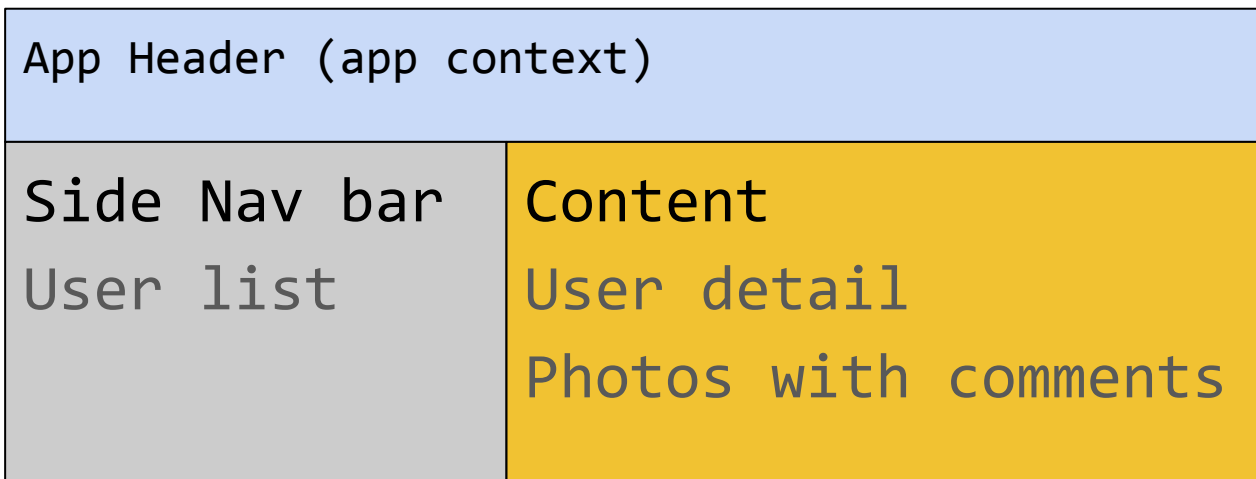 App Header (app context)
Side Nav bar
User list
Content
User detail
Photos with comments